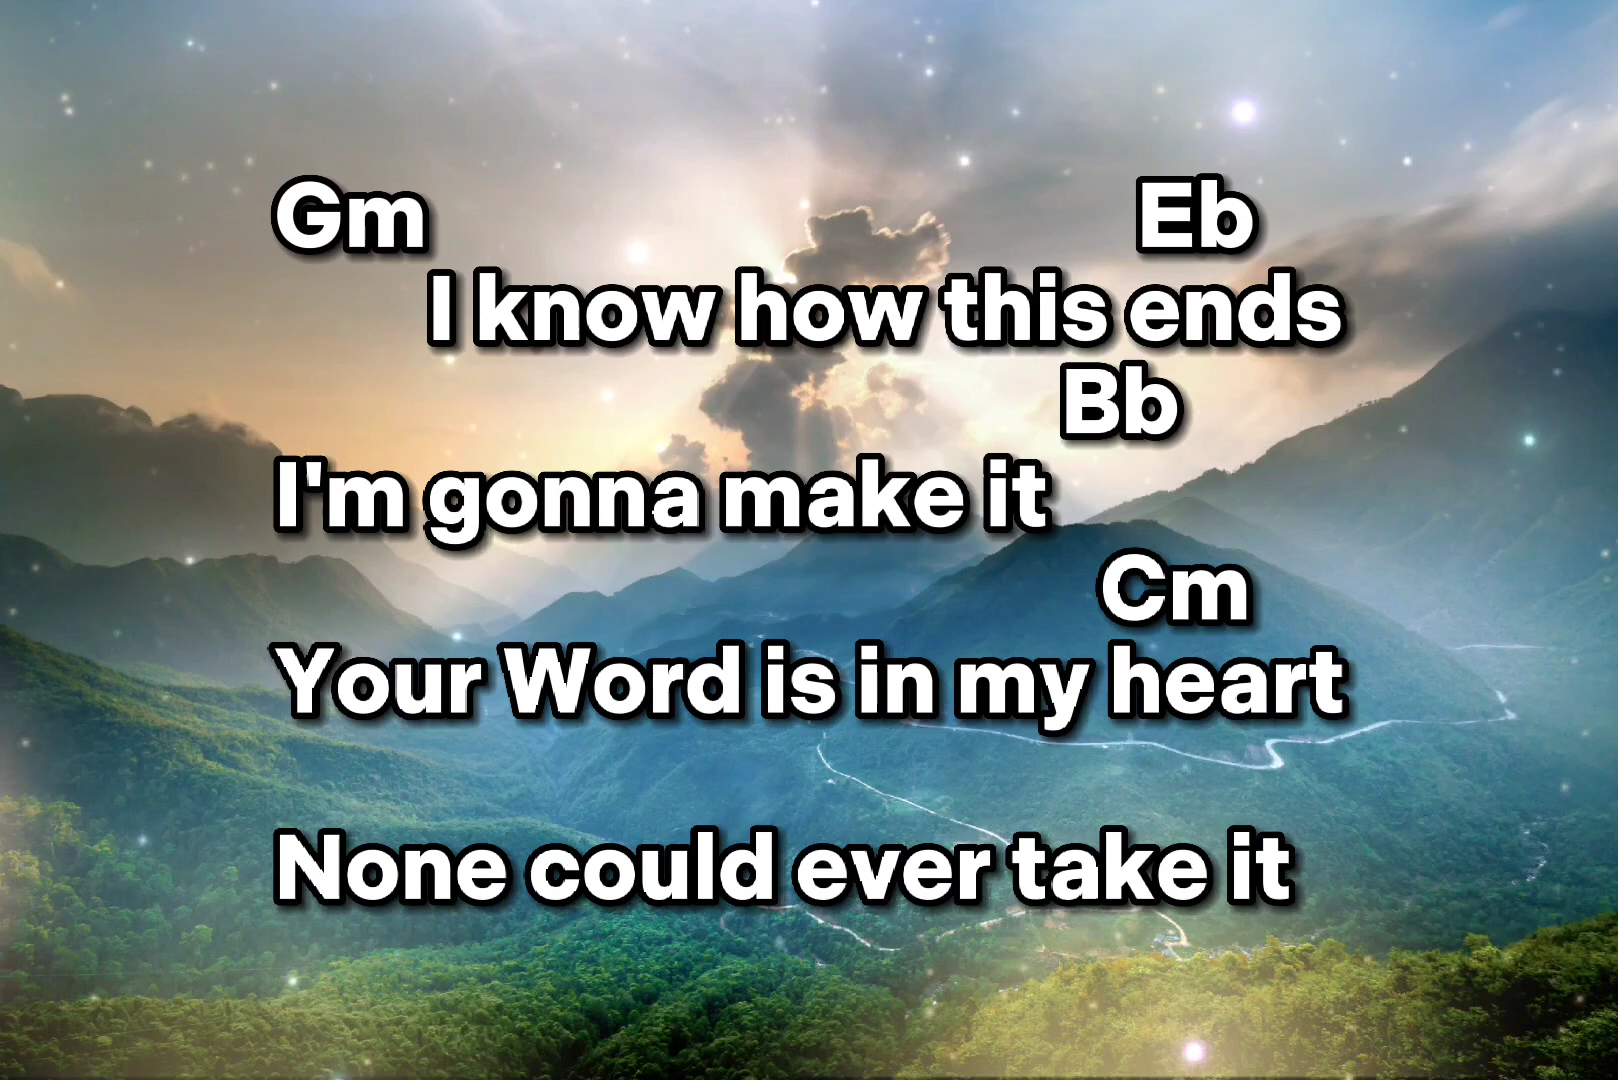 Gm Eb
I know how this ends
Bb
I'm gonna make it
Cm
Your Word is in my heart
None could ever take it